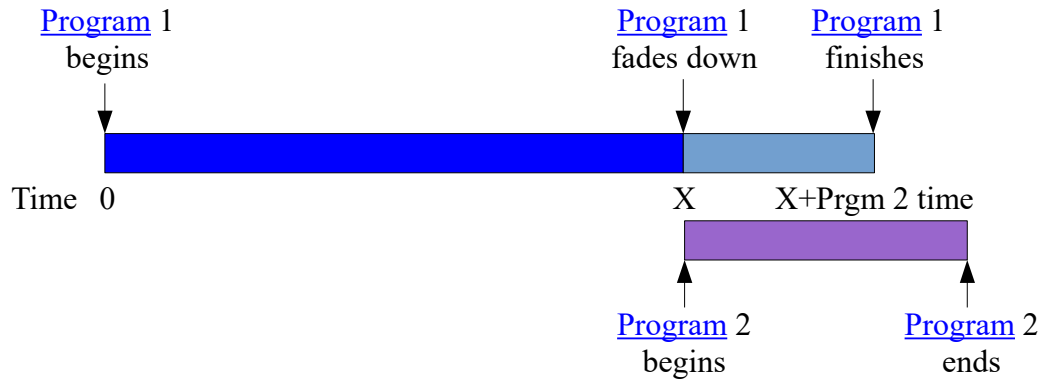 Program 1 begins
Program 1 fades down
Program 1 finishes
Time 0 X X+Prgm 2 time
Program 2 begins
Program 2 ends